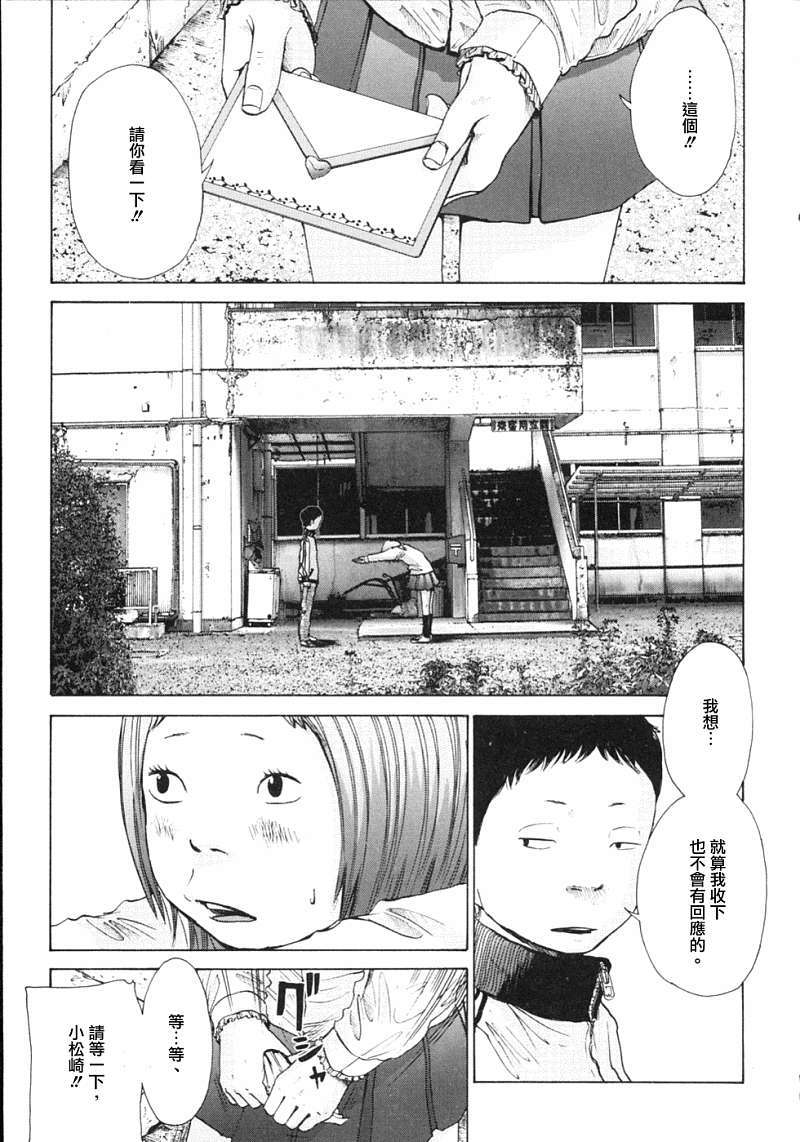 ……這個!!
請你看一下!!
我想…
就算我收下
也不會有回應的。
グシャ
等…等、
請等一下,
小松崎!!